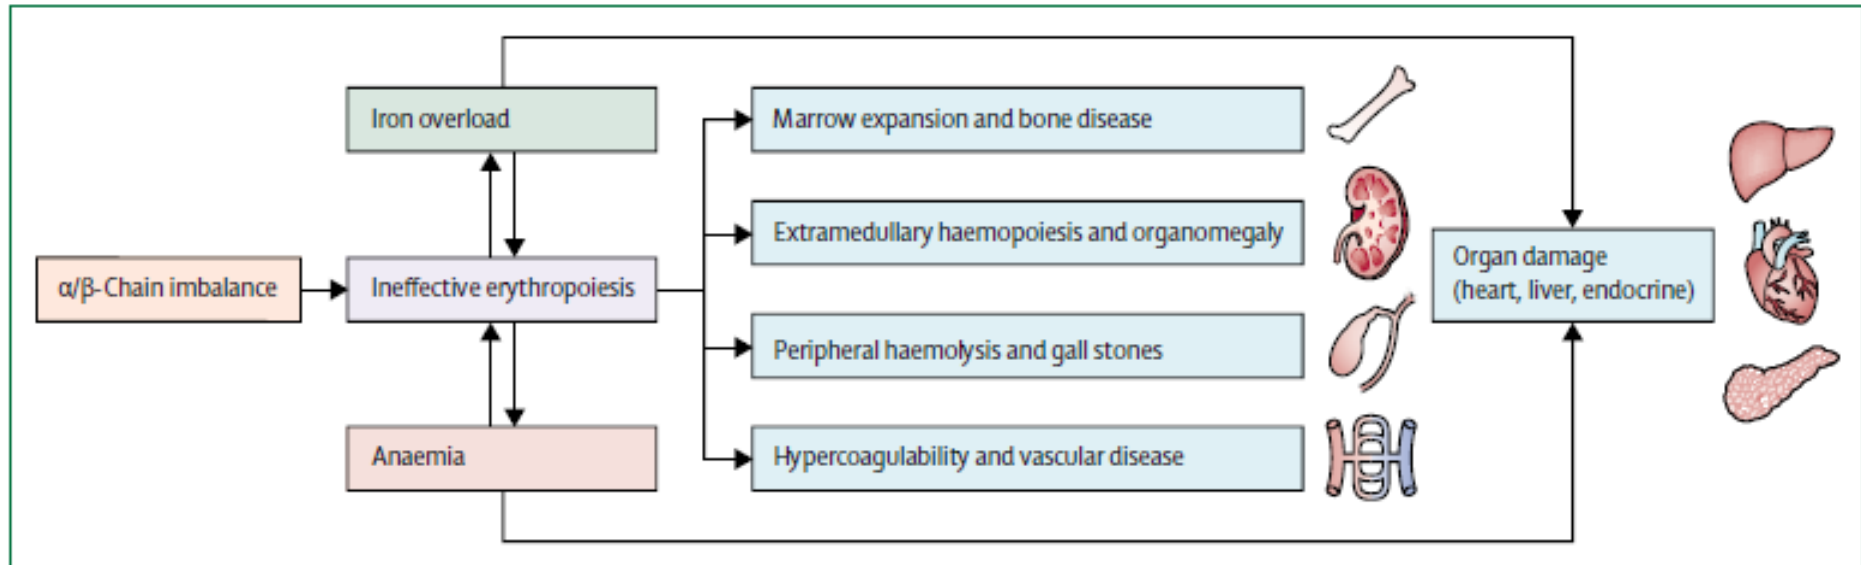 Iron overload
Marrow expansion and bone disease
Extramedullary haemopoiesis and organomegaly
α/β-Chain imbalance
Ineffective erythropoiesis
Organ damage
(heart, liver, endocrine)
Peripheral haemolysis and gall stones
Anaemia
Hypercoagulability and vascular disease